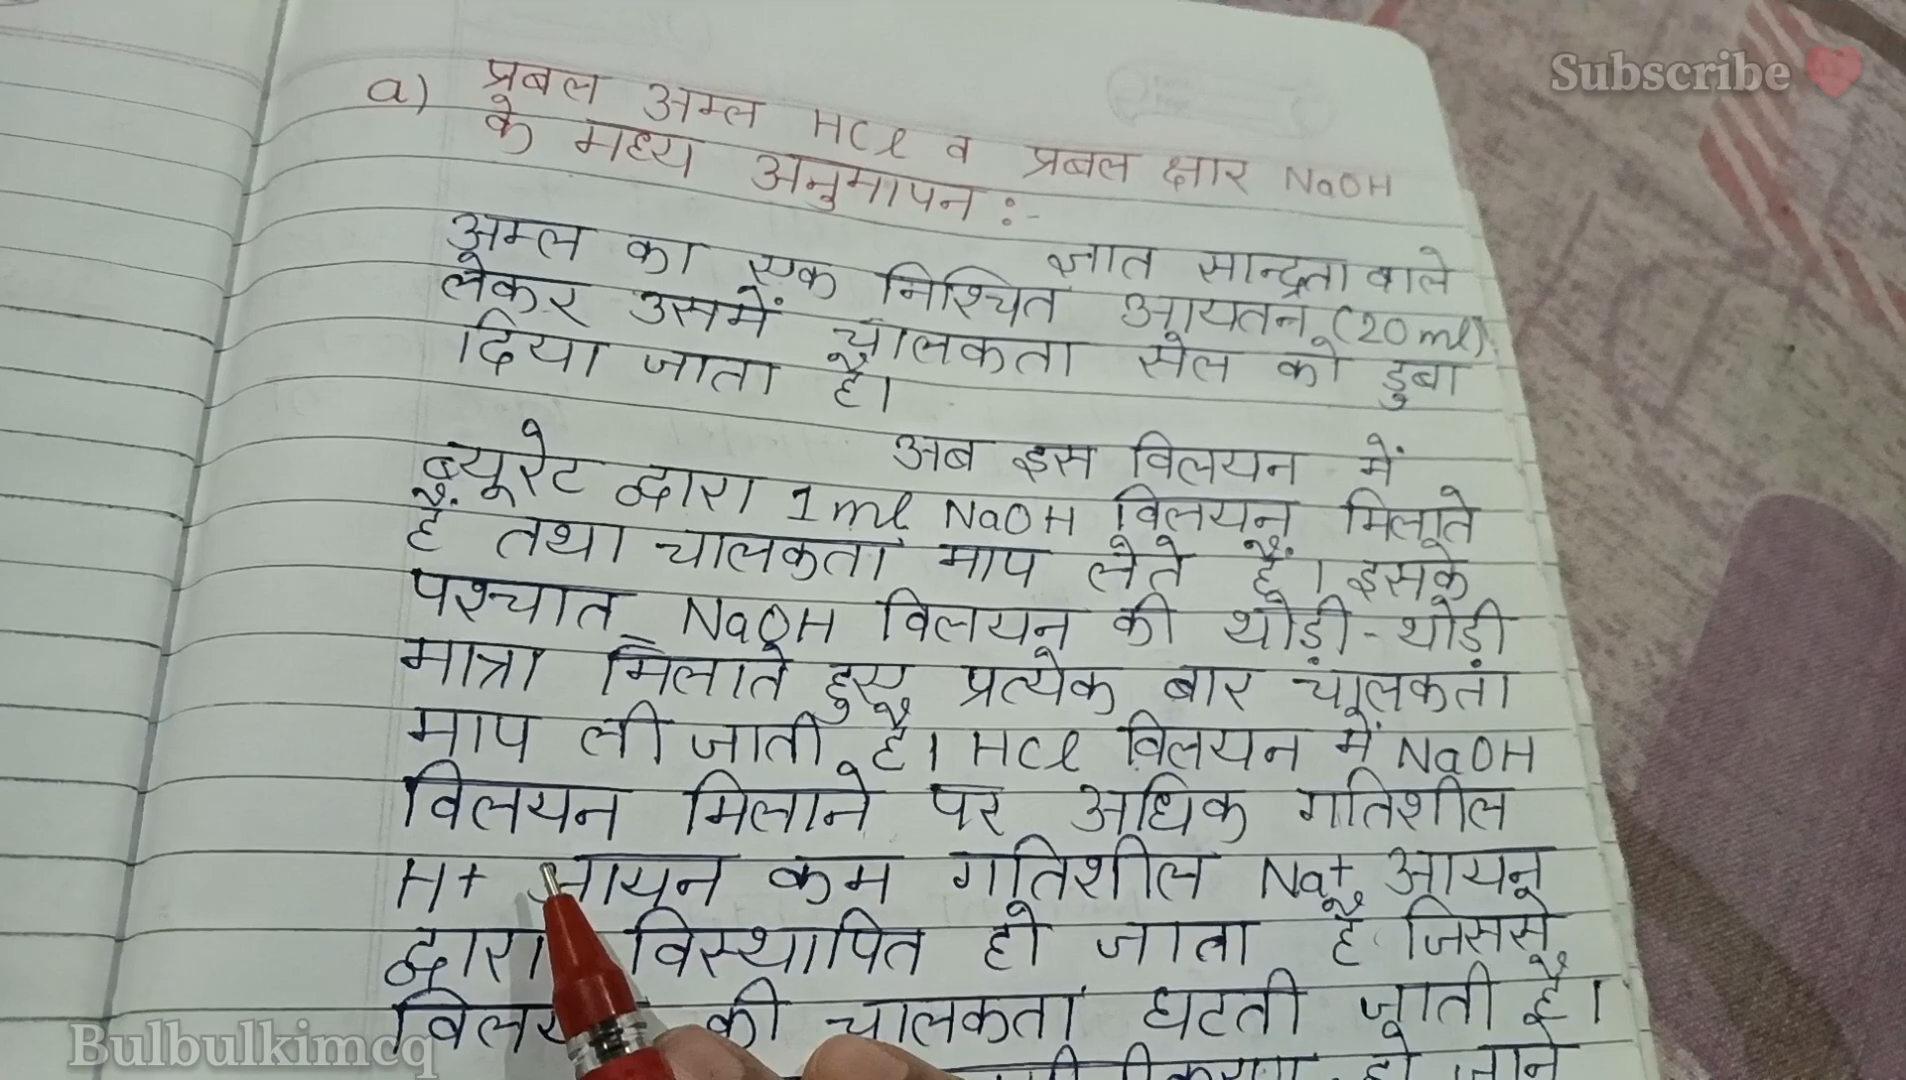 Subscribe
a) प्रबल अम्ल HCl व प्रबल क्षार NaOH
के मध्य अनुमापन :-
ज्ञात सान्द्रता वाले
अम्ल का एक निश्चित आयतन (20 ml)
लेकर उसमें चालकता सेल को डुबा
दिया जाता है।
अब इस विलयन में
ब्यूरेट द्वारा 1 ml NaOH विलयन मिलाते
हैं तथा चालकता माप लेते हैं। इसके
पश्चात NaOH विलयन की थोड़ी-थोड़ी
मात्रा मिलाते हुए प्रत्येक बार चालकता
माप ली जाती है। HCl विलयन में NaOH
विलयन मिलाने पर अधिक गतिशील
H+ आयन कम गतिशील Na+ आयन
द्वारा विस्थापित हो जाता है जिससे
की चालकता घटती जाती है।
हो जाने
Bulbulkimcq